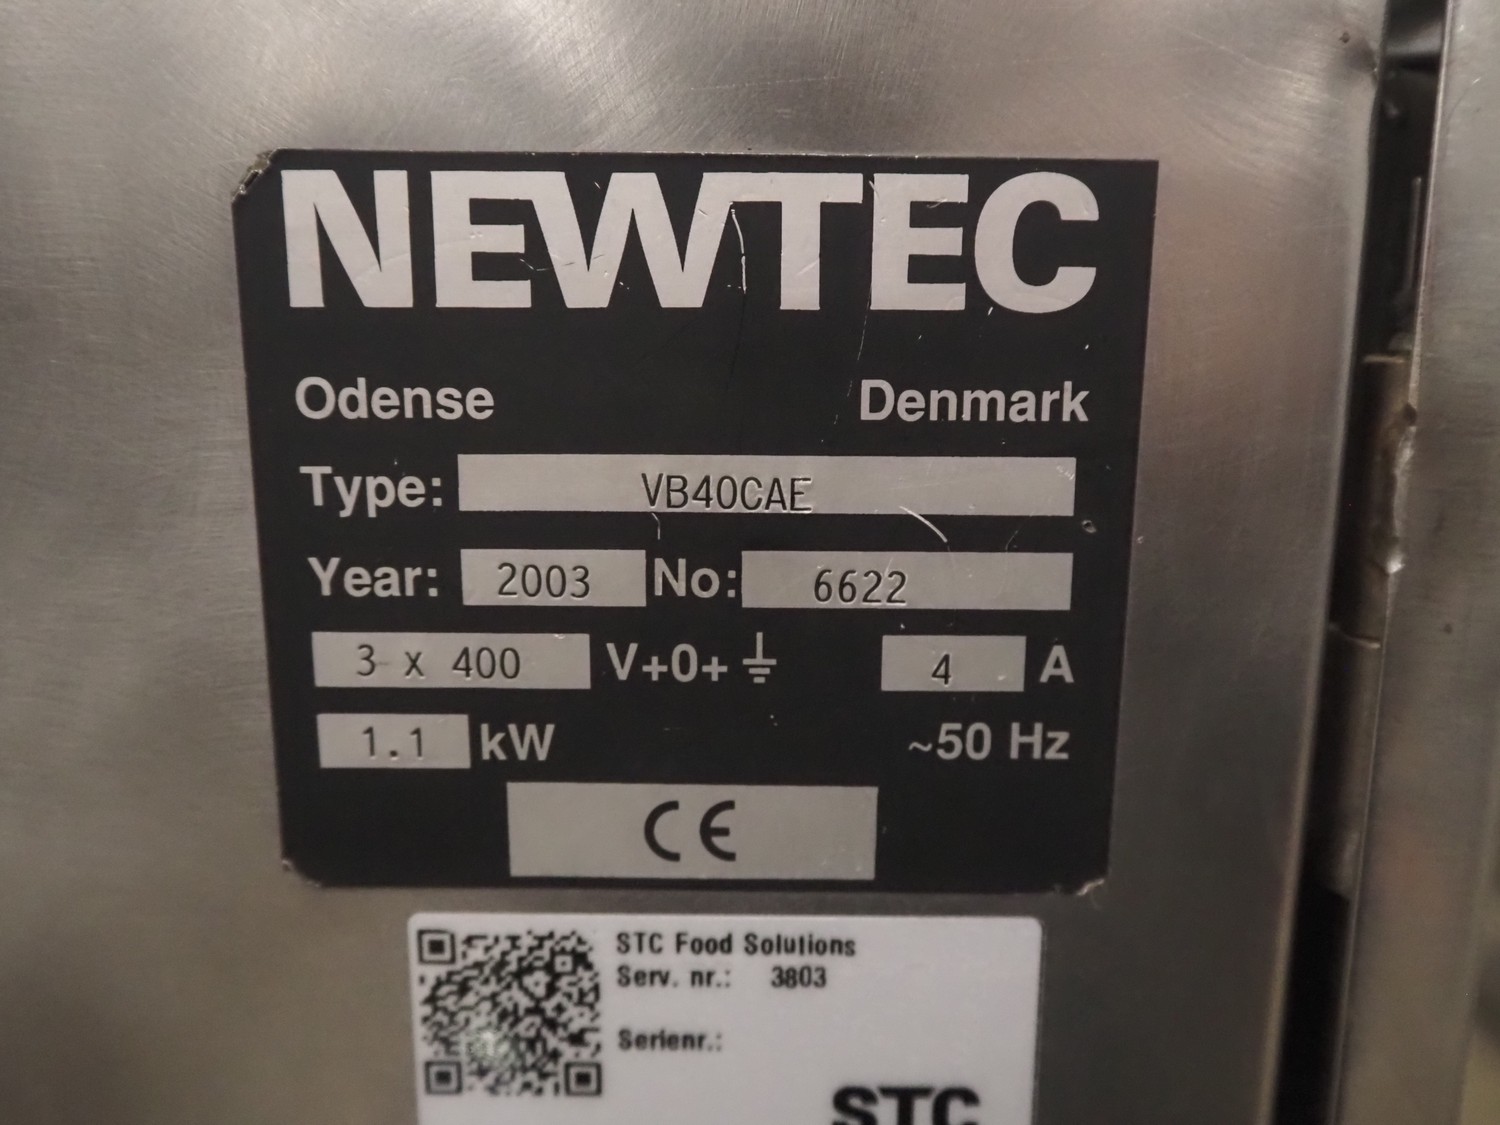 NEWTEC
Odense Denmark
Type: VB40CAE
Year: 2003 No: 6622
3 x 400 V+0+⏚ 4 A
1.1 kW ~50 Hz
CE
STC Food Solutions
Serv. nr.: 3803
Serienr.:
STC